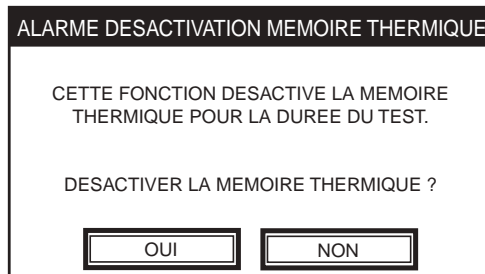 ALARME DESACTIVATION MEMOIRE THERMIQUE
CETTE FONCTION DESACTIVE LA MEMOIRE
THERMIQUE POUR LA DUREE DU TEST.
DESACTIVER LA MEMOIRE THERMIQUE ?
OUI
NON